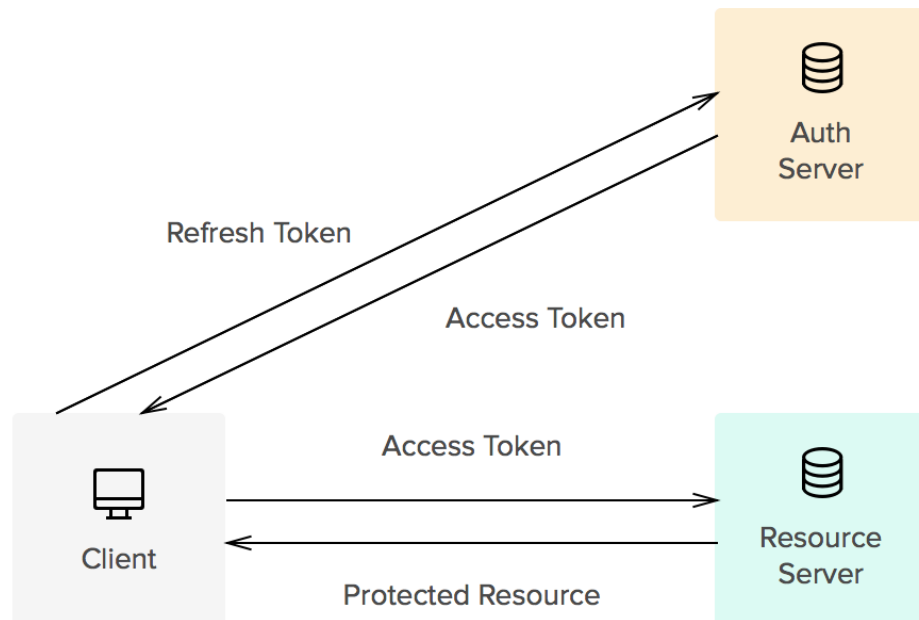 Auth
Server
Refresh Token
Access Token
Access Token
Client
Resource
Server
Protected Resource